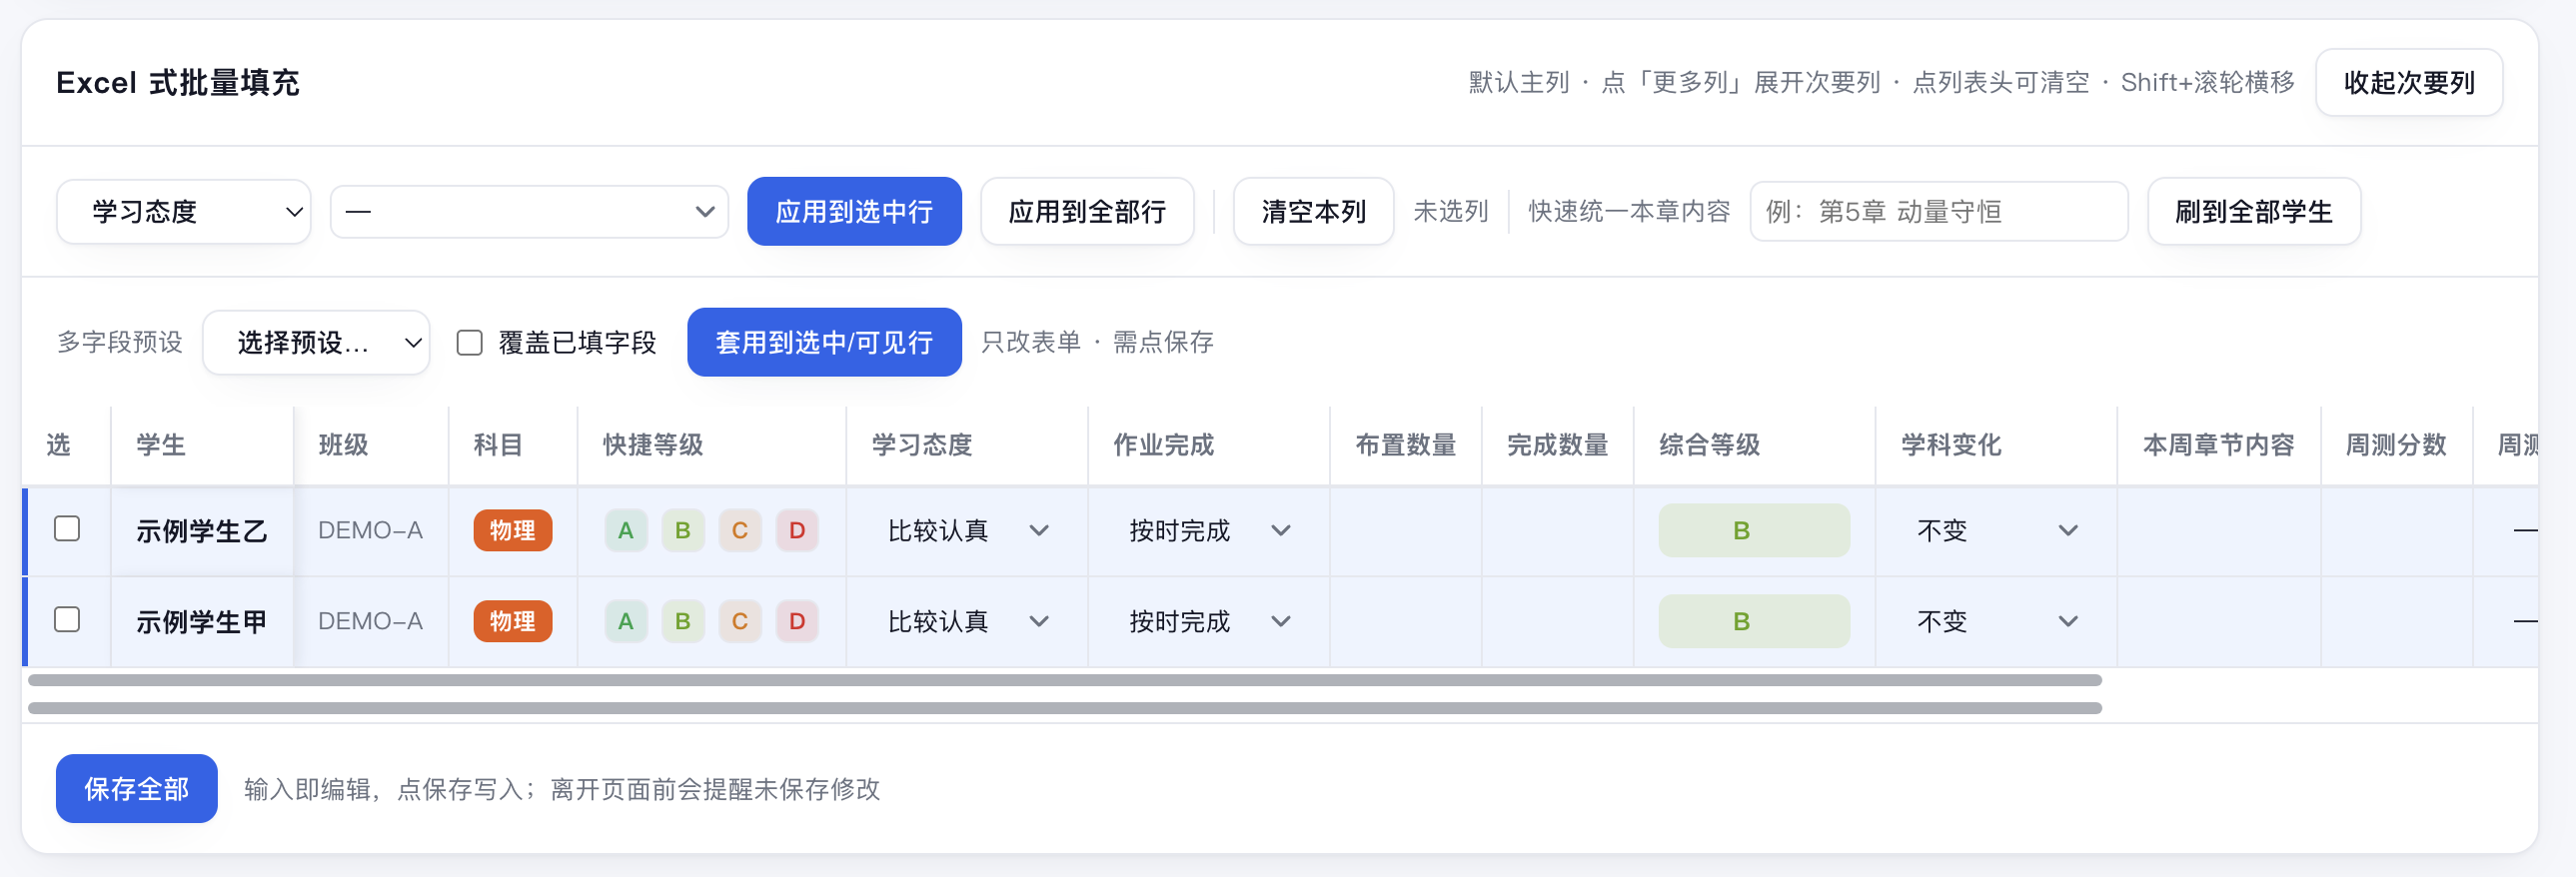 Excel 式批量填充 默认主列 · 点「更多列」展开次要列 · 点列表头可清空 · Shift+滚轮横移 收起次要列
学习态度 — 应用到选中行 应用到全部行 清空本列 未选列 快速统一本章内容 例：第5章 动量守恒 刷到全部学生
多字段预设 选择预设... 覆盖已填字段 套用到选中/可见行 只改表单 · 需点保存
选 学生 班级 科目 快捷等级 学习态度 作业完成 布置数量 完成数量 综合等级 学科变化 本周章节内容 周测分数 周测
示例学生乙 DEMO-A 物理 A B C D 比较认真 按时完成 B 不变 —
示例学生甲 DEMO-A 物理 A B C D 比较认真 按时完成 B 不变 —
保存全部 输入即编辑，点保存写入；离开页面前会提醒未保存修改